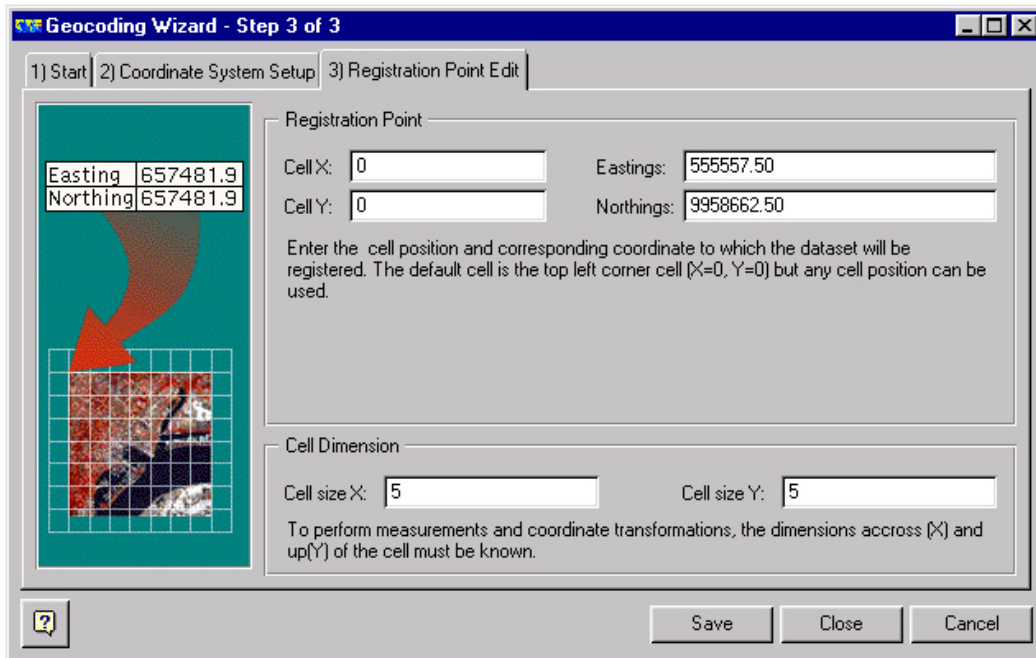 Geocoding Wizard - Step 3 of 3
1) Start 2) Coordinate System Setup 3) Registration Point Edit
Easting 657481.9
Northing 657481.9
Registration Point
Cell X: 0 Eastings: 555557.50
Cell Y: 0 Northings: 9958662.50
Enter the cell position and corresponding coordinate to which the dataset will be
registered. The default cell is the top left corner cell (X=0, Y=0) but any cell position can be
used.
Cell Dimension
Cell size X: 5 Cell size Y: 5
To perform measurements and coordinate transformations, the dimensions accross (X) and
up(Y) of the cell must be known.
Save Close Cancel